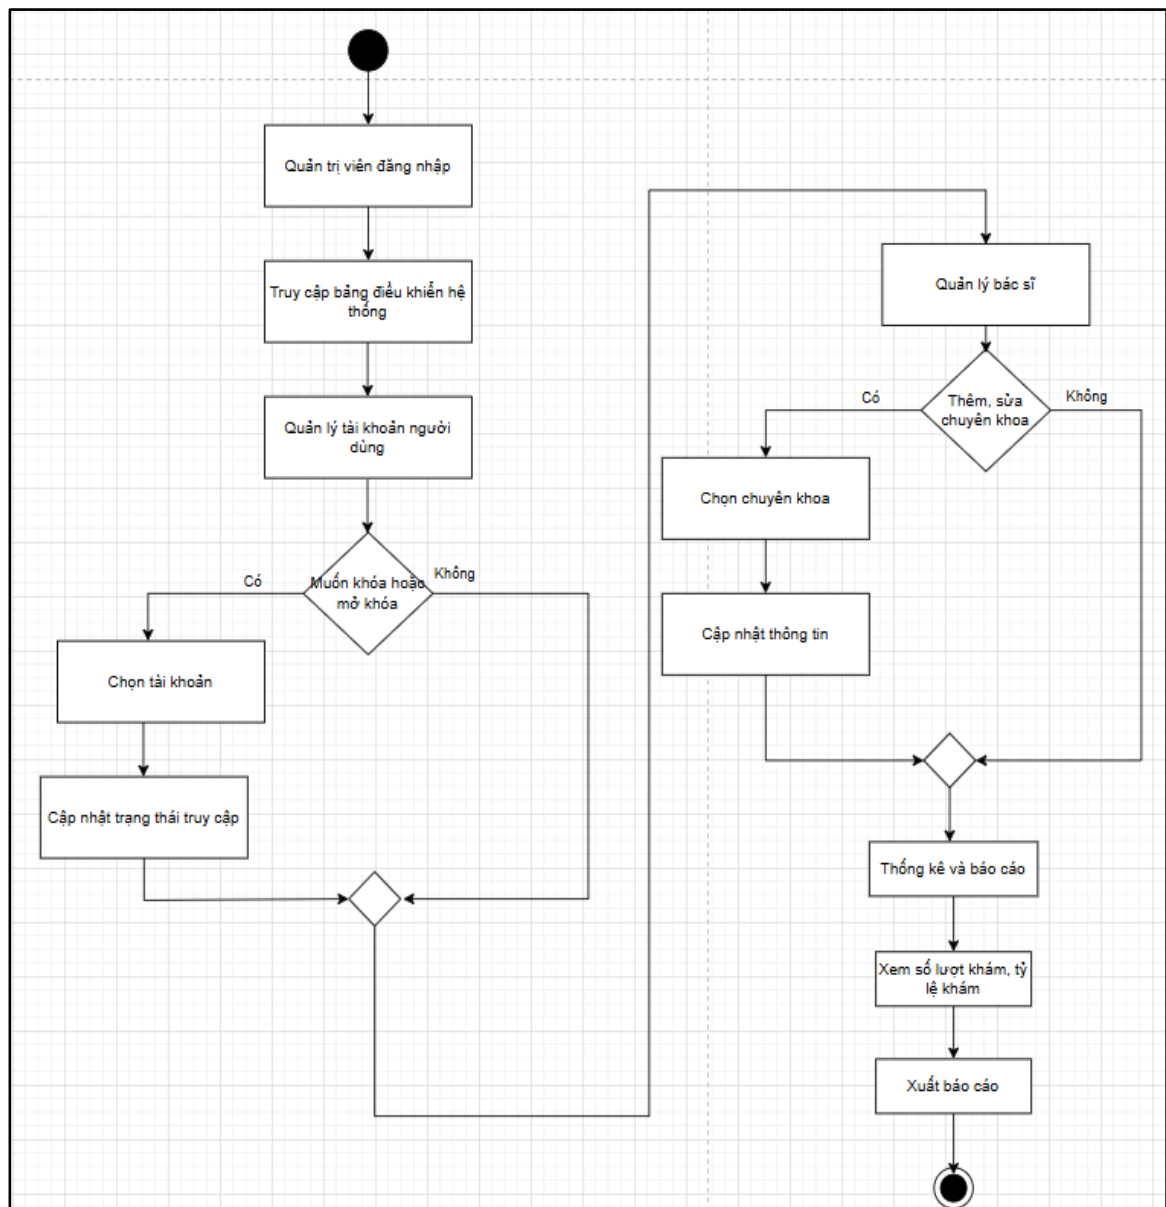 Quản trị viên đăng nhập
Truy cập bảng điều khiển hệ
thống
Quản lý tài khoản người
dùng
Muốn khóa hoặc
mở khóa
Có
Không
Chọn tài khoản
Cập nhật trạng thái truy cập
Quản lý bác sĩ
Thêm, sửa
chuyên khoa
Có
Không
Chọn chuyên khoa
Cập nhật thông tin
Thống kê và báo cáo
Xem số lượt khám, tỷ
lệ khám
Xuất báo cáo